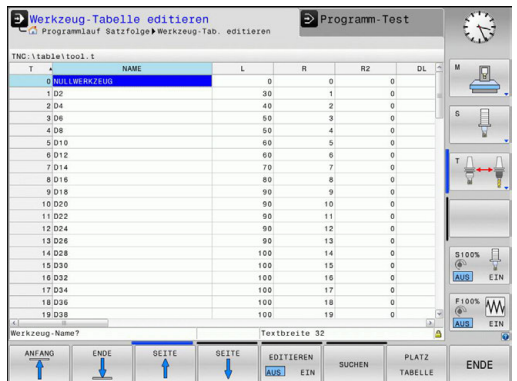 Werkzeug-Tabelle editieren
Programmlauf Satzfolge Werkzeug-Tab. editieren
Programm-Test
TNC:\table\tool.t
T NAME L R R2 DL
0 NULLWERKZEUG 0 0 0
1 D2 30 1 0
2 D4 40 2 0
3 D6 50 3 0
4 D8 50 4 0
5 D10 60 5 0
6 D12 60 6 0
7 D14 70 7 0
8 D16 80 8 0
9 D18 90 9 0
10 D20 90 10 0
11 D22 90 11 0
12 D24 90 12 0
13 D26 90 13 0
14 D28 100 14 0
15 D30 100 15 0
16 D32 100 16 0
17 D34 100 17 0
18 D36 100 18 0
19 D38 100 19 0
Werkzeug-Name? Textbreite 32
M
S
T
S100%
AUS EIN
F100%
AUS EIN
ANFANG
ENDE
SEITE
SEITE
EDITIEREN
AUS EIN
SUCHEN
PLATZ
TABELLE
ENDE